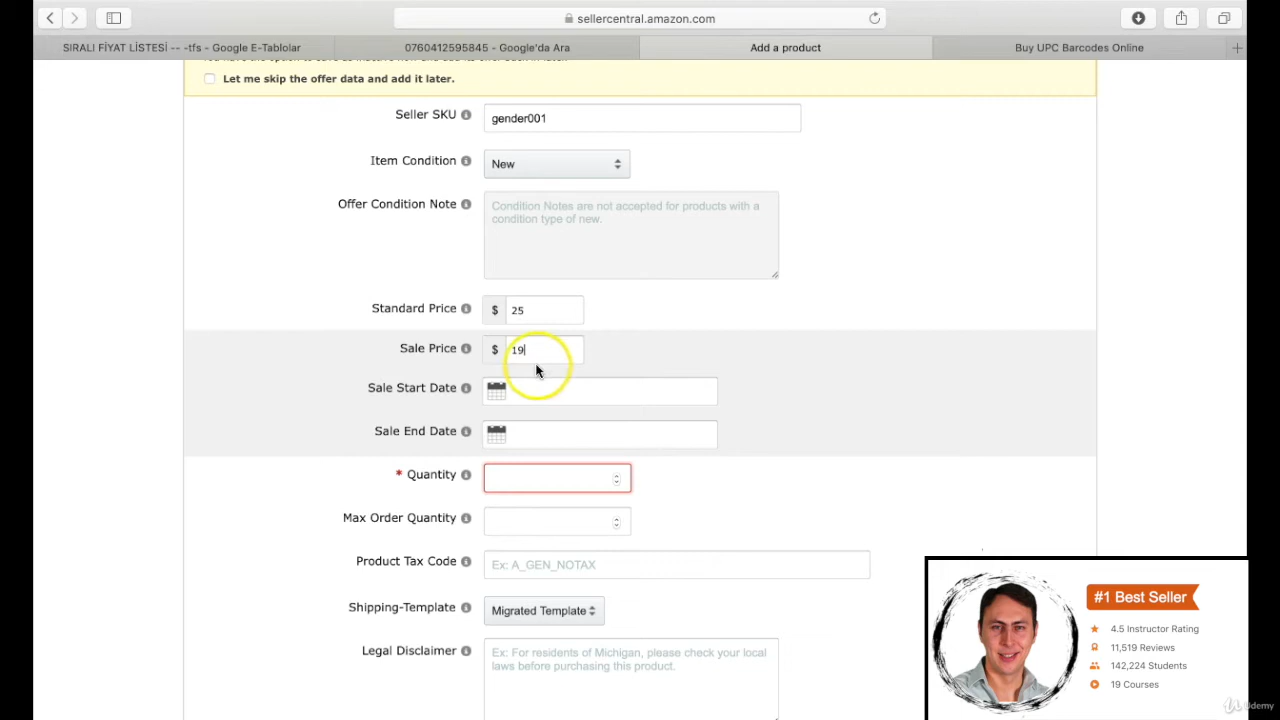 sellercentral.amazon.com
SIRALI FİYAT LİSTESİ -- -tfs - Google E-Tablolar
0760412595845 - Google'da Ara
Add a product
Buy UPC Barcodes Online
Let me skip the offer data and add it later.
Seller SKU
gender001
Item Condition
New
Offer Condition Note
Condition Notes are not accepted for products with a
condition type of new.
Standard Price
$ 25
Sale Price
$ 19
Sale Start Date
Sale End Date
* Quantity
Max Order Quantity
Product Tax Code
Ex: A_GEN_NOTAX
Shipping-Template
Migrated Template
Legal Disclaimer
Ex: For residents of Michigan, please check your local
laws before purchasing this product.
#1 Best Seller
4.5 Instructor Rating
11,519 Reviews
142,224 Students
19 Courses
Udemy